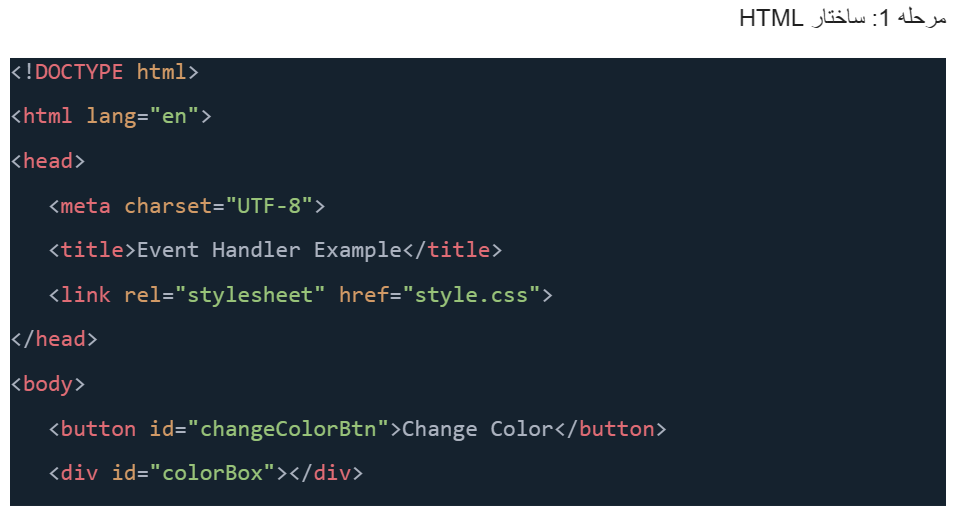 مرحله 1: ساختار HTML
<!DOCTYPE html>
<html lang="en">
<head>
<meta charset="UTF-8">
<title>Event Handler Example</title>
<link rel="stylesheet" href="style.css">
</head>
<body>
<button id="changeColorBtn">Change Color</button>
<div id="colorBox"></div>